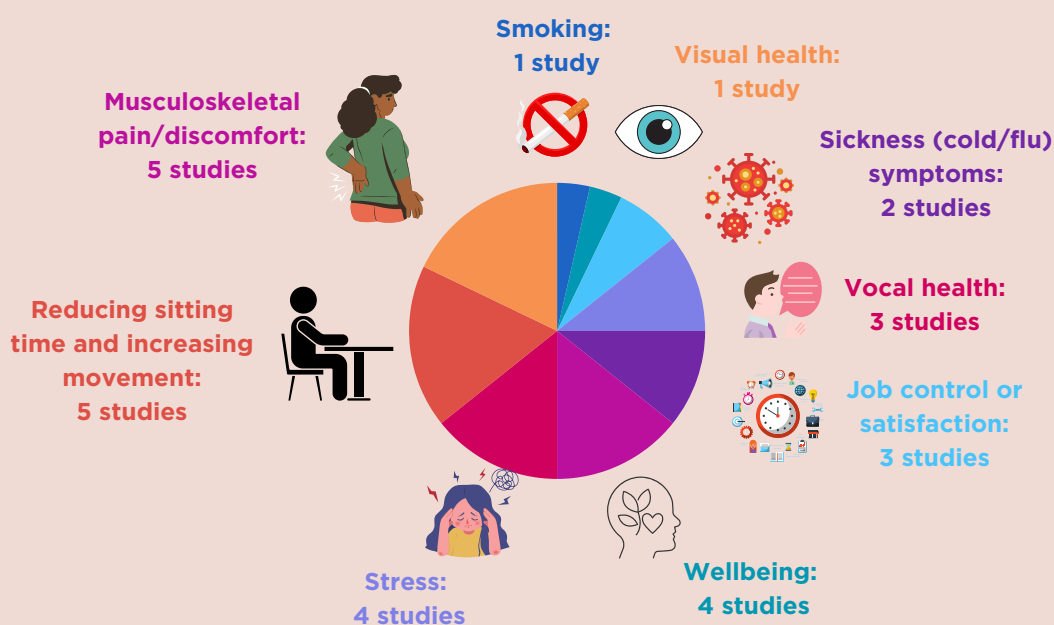 Smoking:
1 study
Visual health:
1 study
Sickness (cold/flu)
symptoms:
2 studies
Vocal health:
3 studies
Job control or
satisfaction:
3 studies
Wellbeing:
4 studies
Stress:
4 studies
Reducing sitting
time and increasing
movement:
5 studies
Musculoskeletal
pain/discomfort:
5 studies